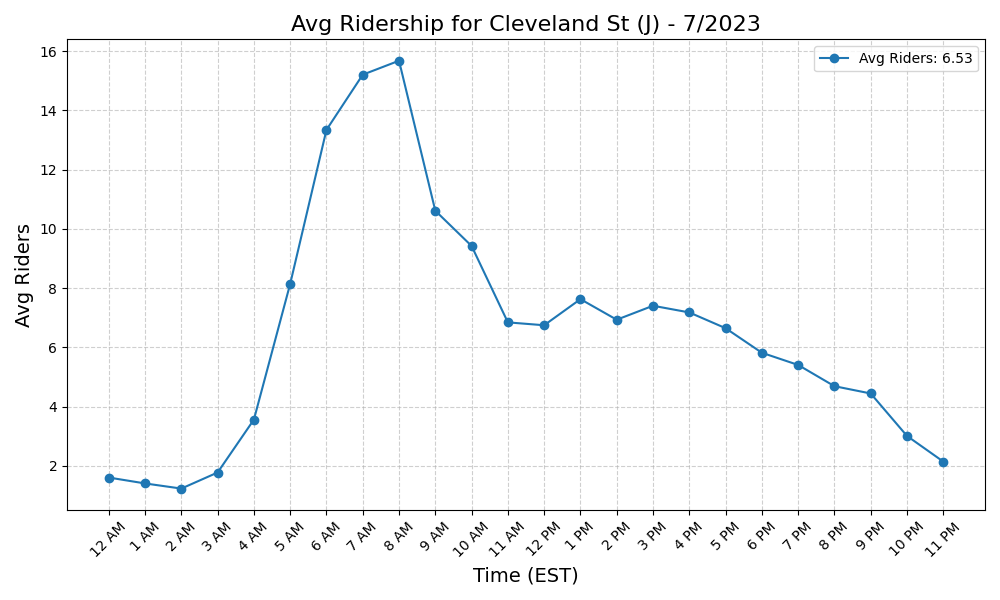 Avg Ridership for Cleveland St (J) - 7/2023
Avg Riders: 6.53
Avg Riders
16
14
12
10
8
6
4
2
12 AM
1 AM
2 AM
3 AM
4 AM
5 AM
6 AM
7 AM
8 AM
9 AM
10 AM
11 AM
12 PM
1 PM
2 PM
3 PM
4 PM
5 PM
6 PM
7 PM
8 PM
9 PM
10 PM
11 PM
Time (EST)